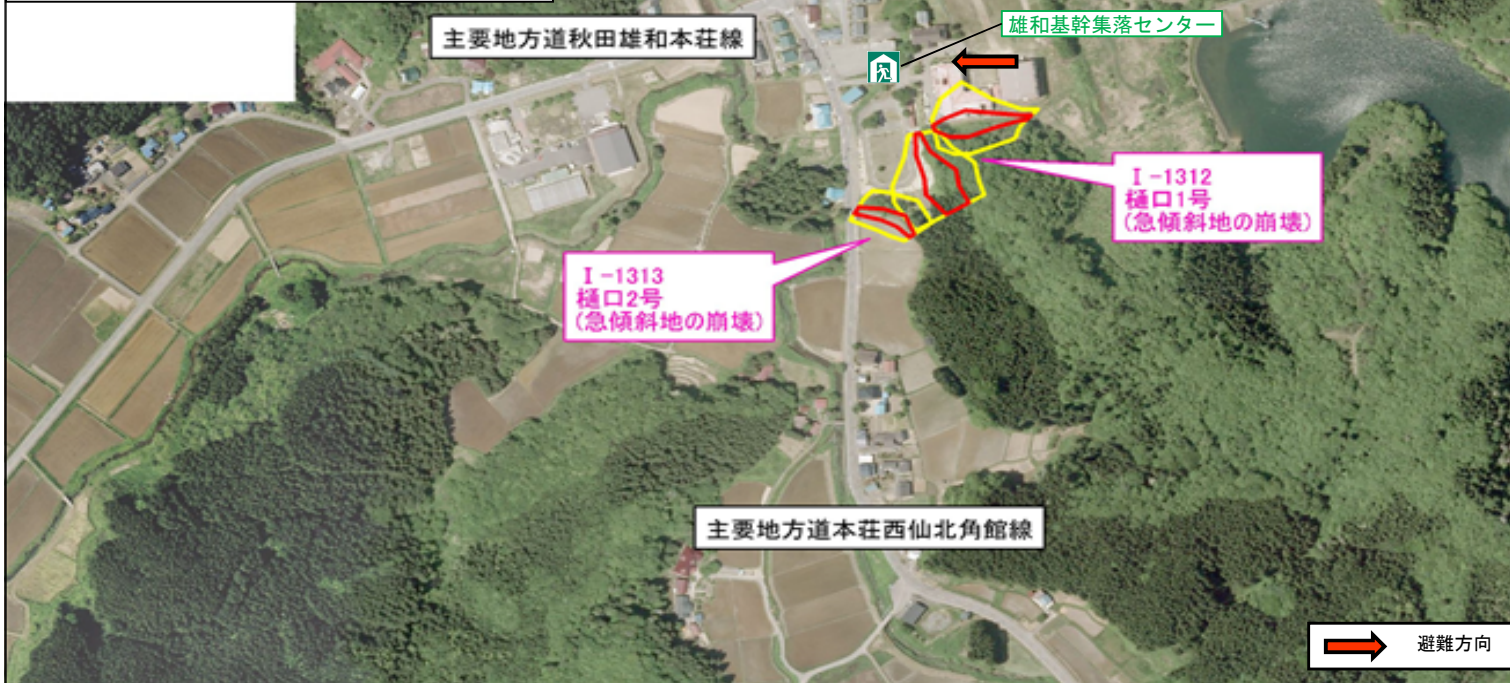 主要地方道秋田雄和本荘線
雄和基幹集落センター
Ⅰ-1312
樋口1号
(急傾斜地の崩壊)
Ⅰ-1313
樋口2号
(急傾斜地の崩壊)
主要地方道本荘西仙北角館線
避難方向